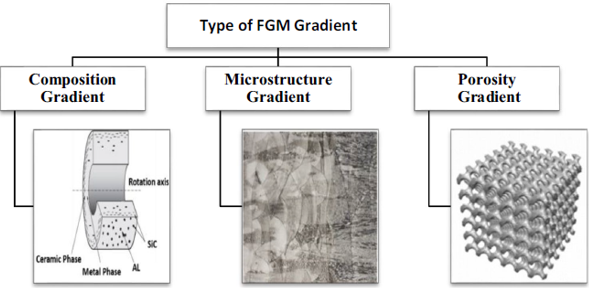 Type of FGM Gradient
Composition
Gradient
Microstructure
Gradient
Porosity
Gradient
Rotation axis
SiC
Ceramic Phase
Metal Phase
AL